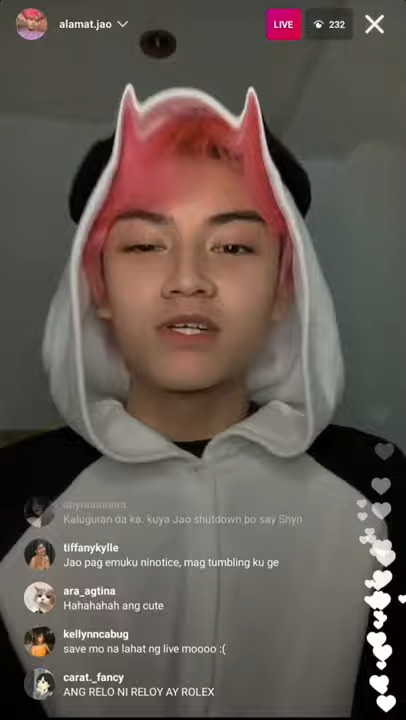 alamat.jao
LIVE
232
Kaluguran da ka, kuya Jao shutdown po say Shyn
tiffanykylle
Jao pag emuku ninotice, mag tumbling ku ge
ara_agtina
Hahahahah ang cute
kellynncabug
save mo na lahat ng live moooo :(
carat._fancy
ANG RELO NI RELOY AY ROLEX